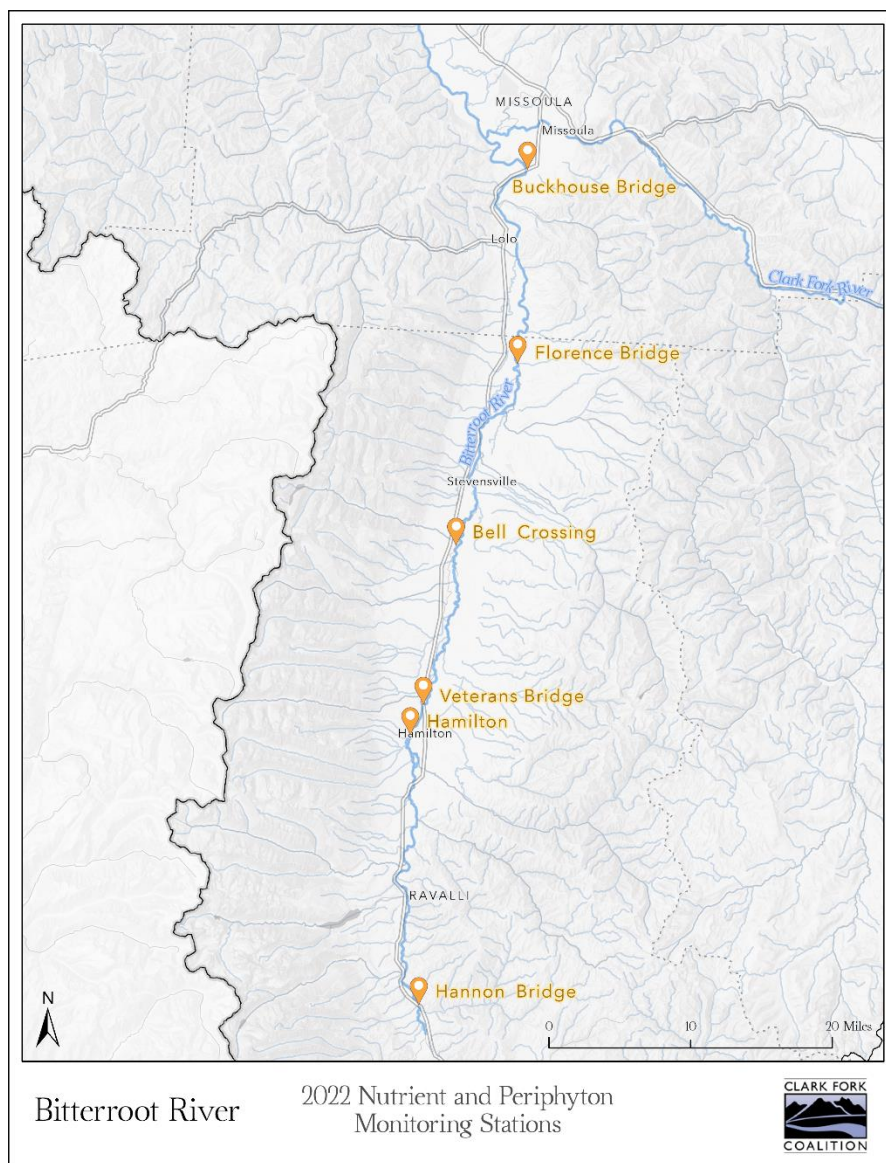 MISSOULA
Missoula
Buckhouse Bridge
Lolo
Clark Fork River
Florence Bridge
Bitterroot River
Stevensville
Bell Crossing
Veterans Bridge
Hamilton
Hamilton
RAVALLI
Hannon Bridge
N
0 10 20 Miles
Bitterroot River
2022 Nutrient and Periphyton
Monitoring Stations
CLARK FORK
COALITION